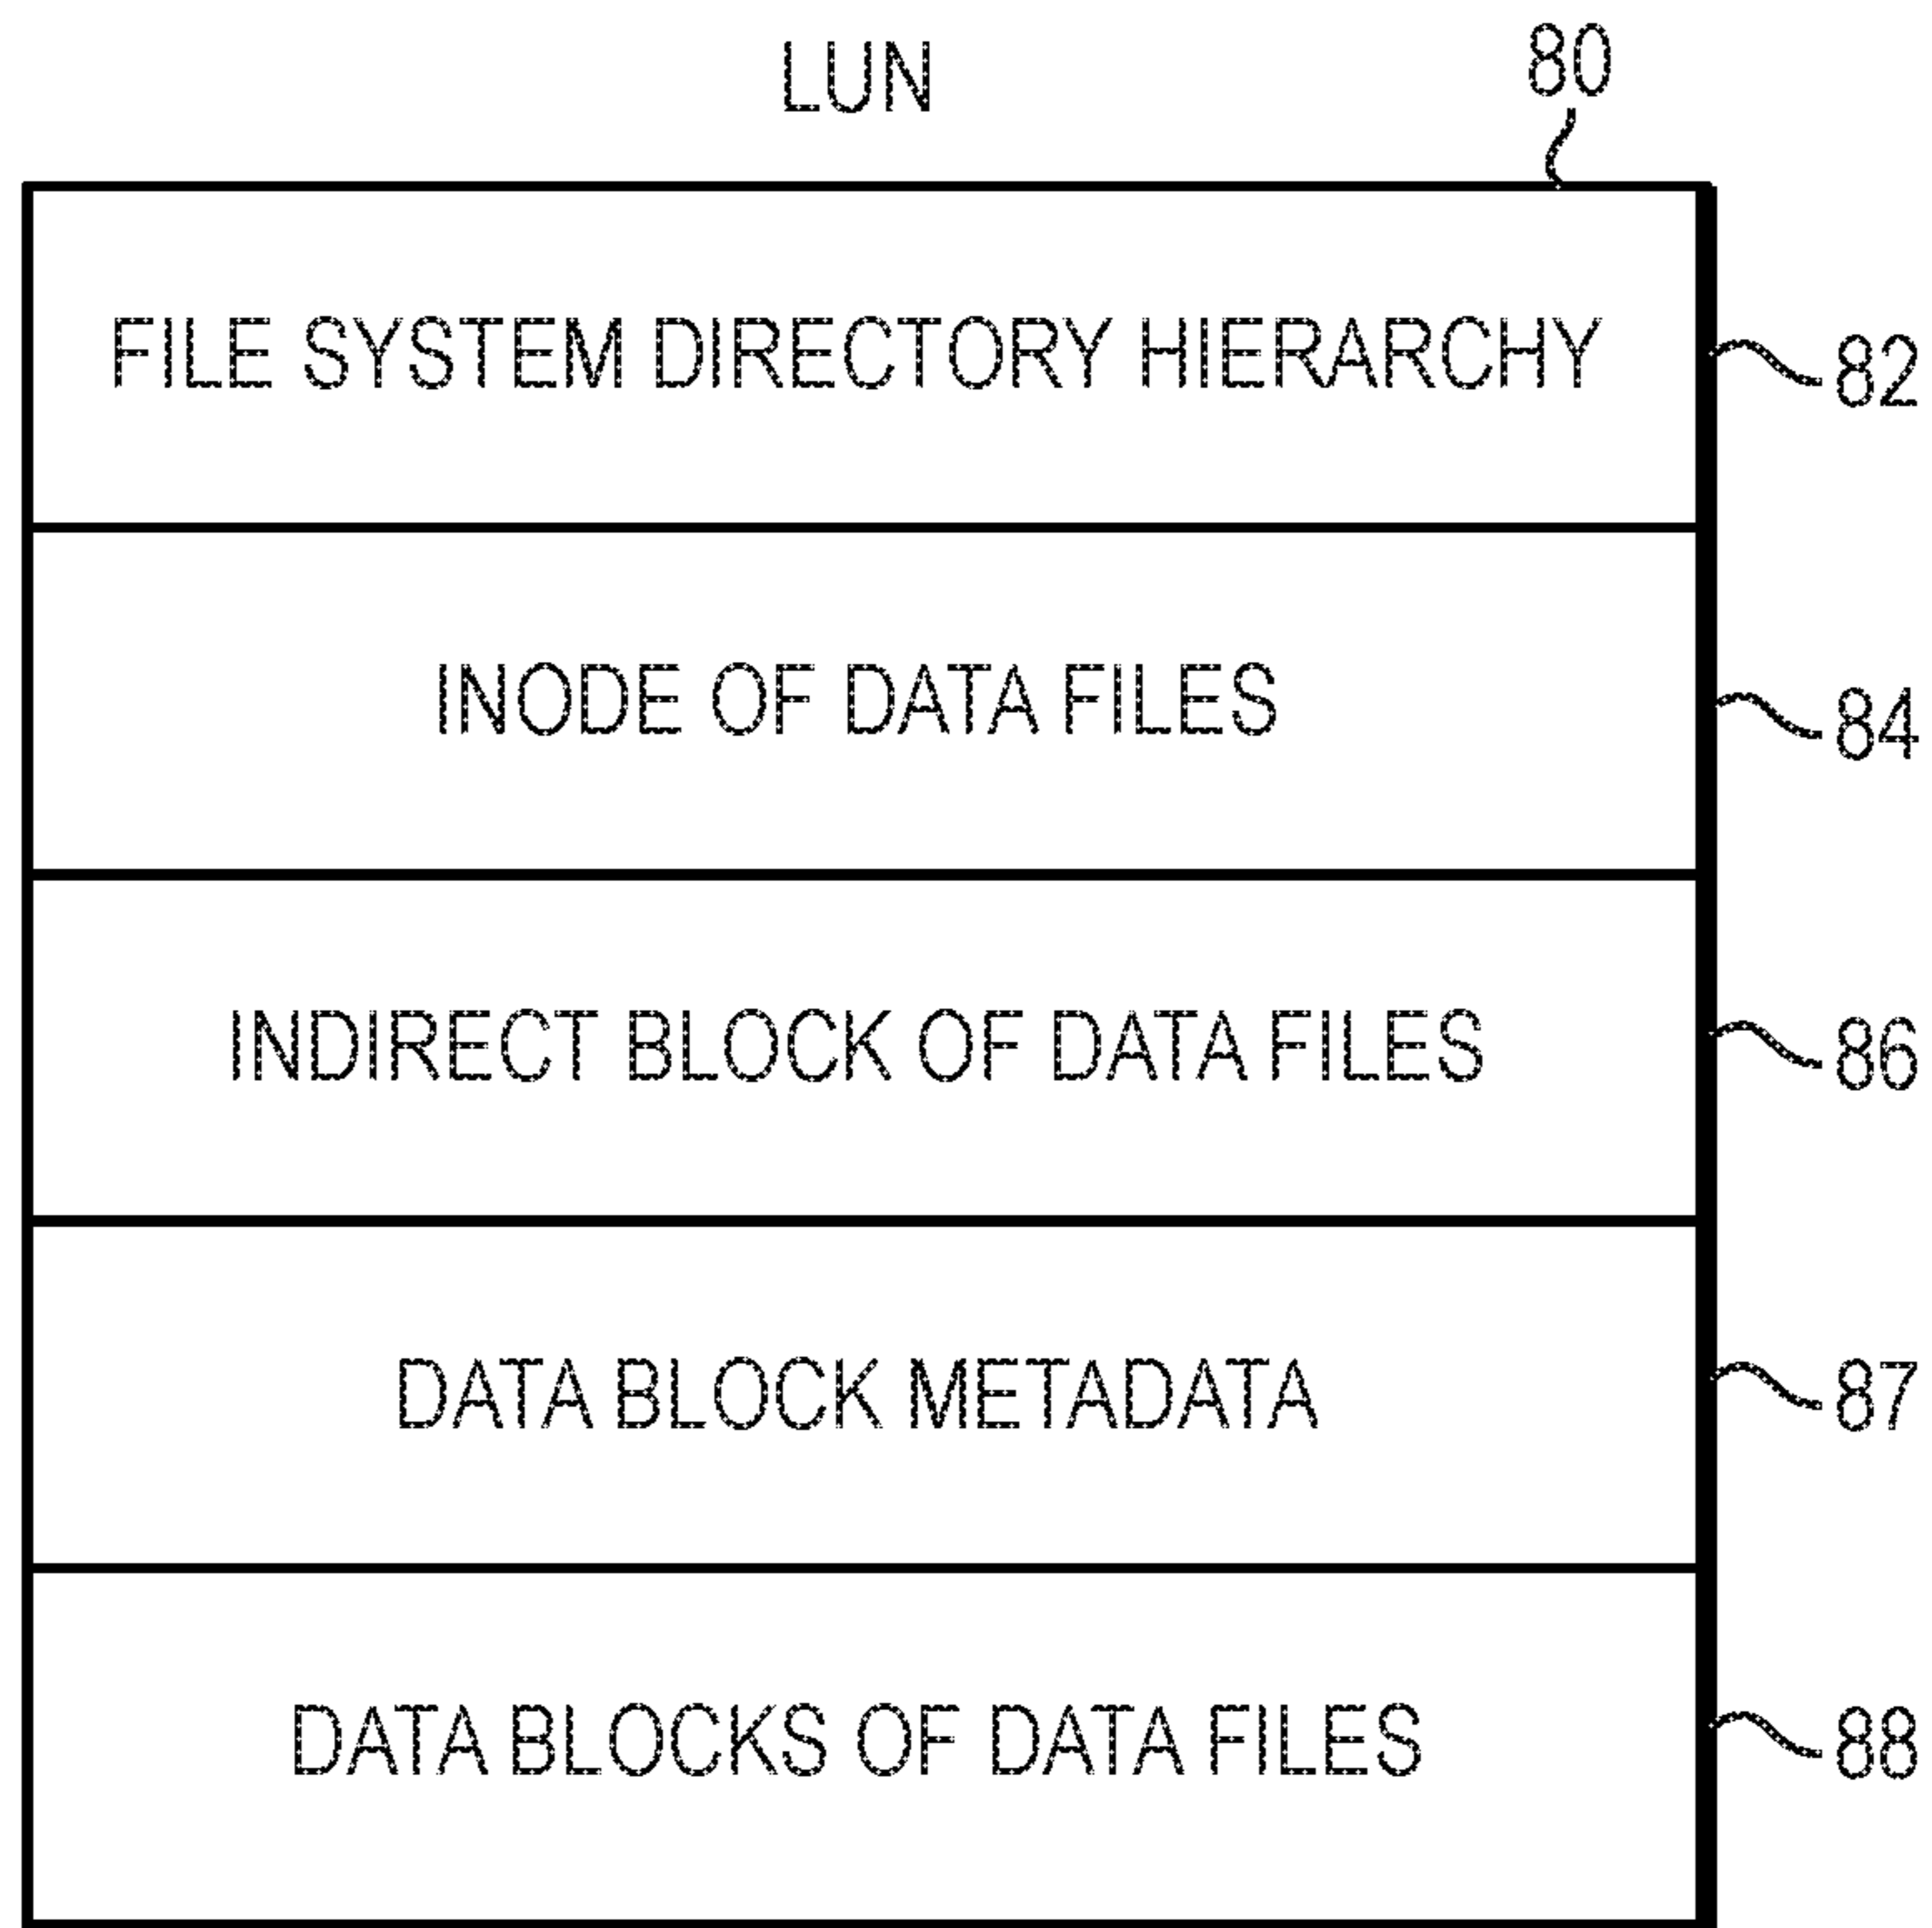 LUN
80
FILE SYSTEM DIRECTORY HIERARCHY
82
INODE OF DATA FILES
84
INDIRECT BLOCK OF DATA FILES
86
DATA BLOCK METADATA
87
DATA BLOCKS OF DATA FILES
88